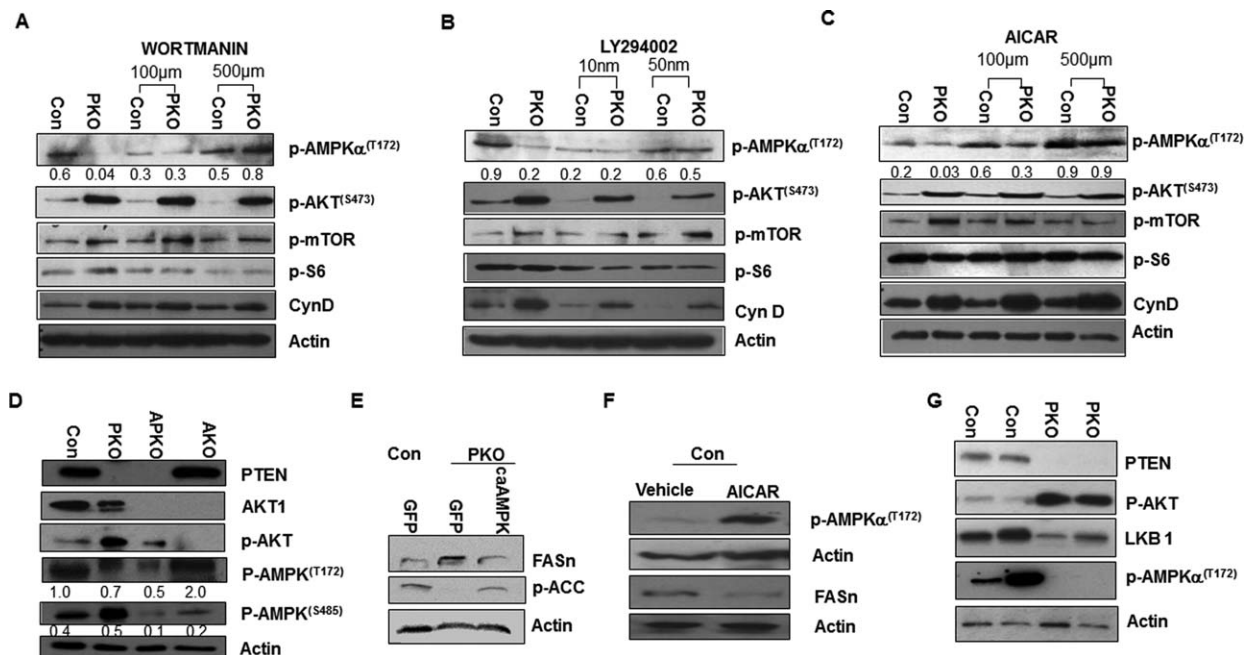 A
WORTMANIN
100µm 500µm
Con PKO Con PKO Con PKO
p-AMPKα(T172)
0.6 0.04 0.3 0.3 0.5 0.8
p-AKT(S473)
p-mTOR
p-S6
CynD
Actin
B
LY294002
10nm 50nm
Con PKO Con PKO Con PKO
p-AMPKα(T172)
0.9 0.2 0.2 0.2 0.6 0.5
p-AKT(S473)
p-mTOR
p-S6
Cyn D
Actin
C
AICAR
100µm 500µm
Con PKO Con PKO Con PKO
p-AMPKα(T172)
0.2 0.03 0.6 0.3 0.9 0.9
p-AKT(S473)
p-mTOR
p-S6
CynD
Actin
D
Con PKO APKO AKO
PTEN
AKT1
p-AKT
P-AMPK(T172)
1.0 0.7 0.5 2.0
P-AMPK(S485)
0.4 0.5 0.1 0.2
Actin
E
Con PKO
GFP GFP caAMPK
FASn
p-ACC
Actin
F
Con
Vehicle AICAR
p-AMPKα(T172)
Actin
FASn
Actin
G
Con Con PKO PKO
PTEN
P-AKT
LKB 1
p-AMPKα(T172)
Actin